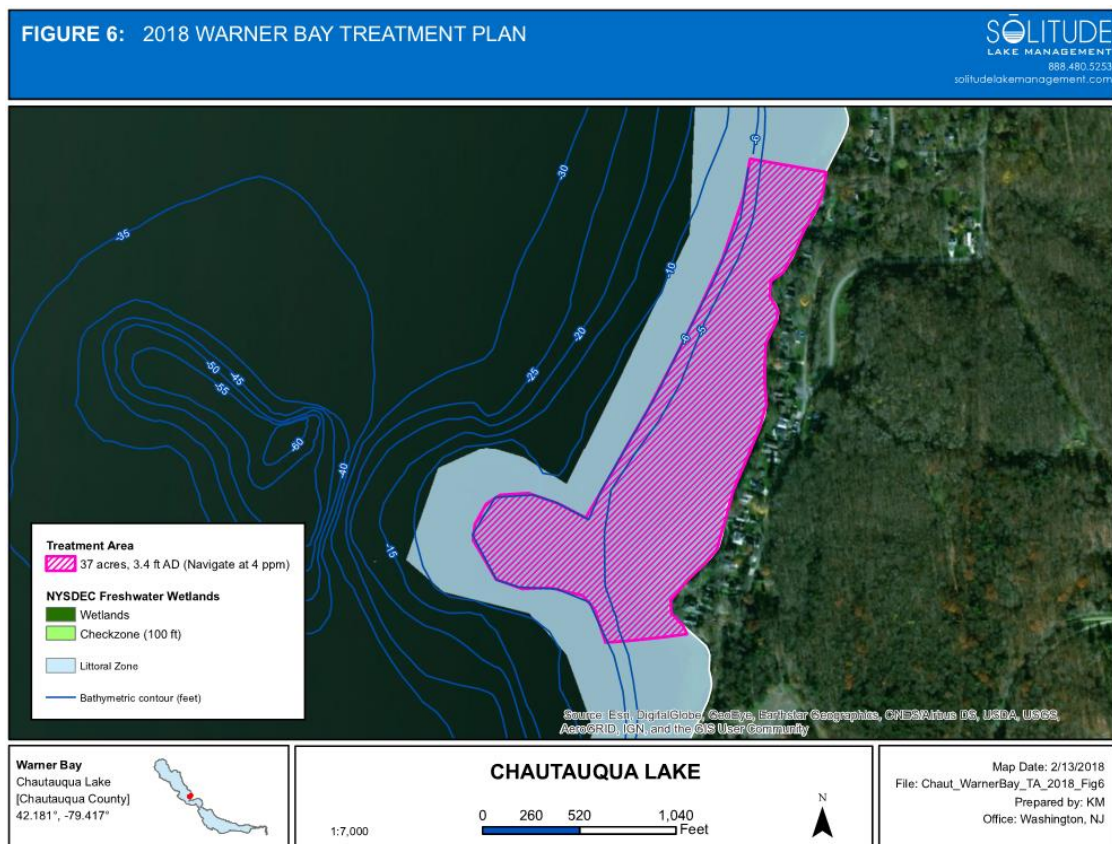 FIGURE 6: 2018 WARNER BAY TREATMENT PLAN
SŌLITUDE
LAKE MANAGEMENT
888.480.5253
solitudelakemanagement.com
-6
-30
-35
-10
-20
-6
-5
-25
-50
-45
-55
-60
-40
-15
Treatment Area
37 acres, 3.4 ft AD (Navigate at 4 ppm)
NYSDEC Freshwater Wetlands
Wetlands
Checkzone (100 ft)
Littoral Zone
Bathymetric contour (feet)
Source: Esri, DigitalGlobe, GeoEye, Earthstar Geographics, CNES/Airbus DS, USDA, USGS,
AeroGRID, IGN, and the GIS User Community
Warner Bay
Chautauqua Lake
[Chautauqua County]
42.181°, -79.417°
CHAUTAUQUA LAKE
1:7,000
0 260 520 1,040
Feet
N
Map Date: 2/13/2018
File: Chaut_WarnerBay_TA_2018_Fig6
Prepared by: KM
Office: Washington, NJ